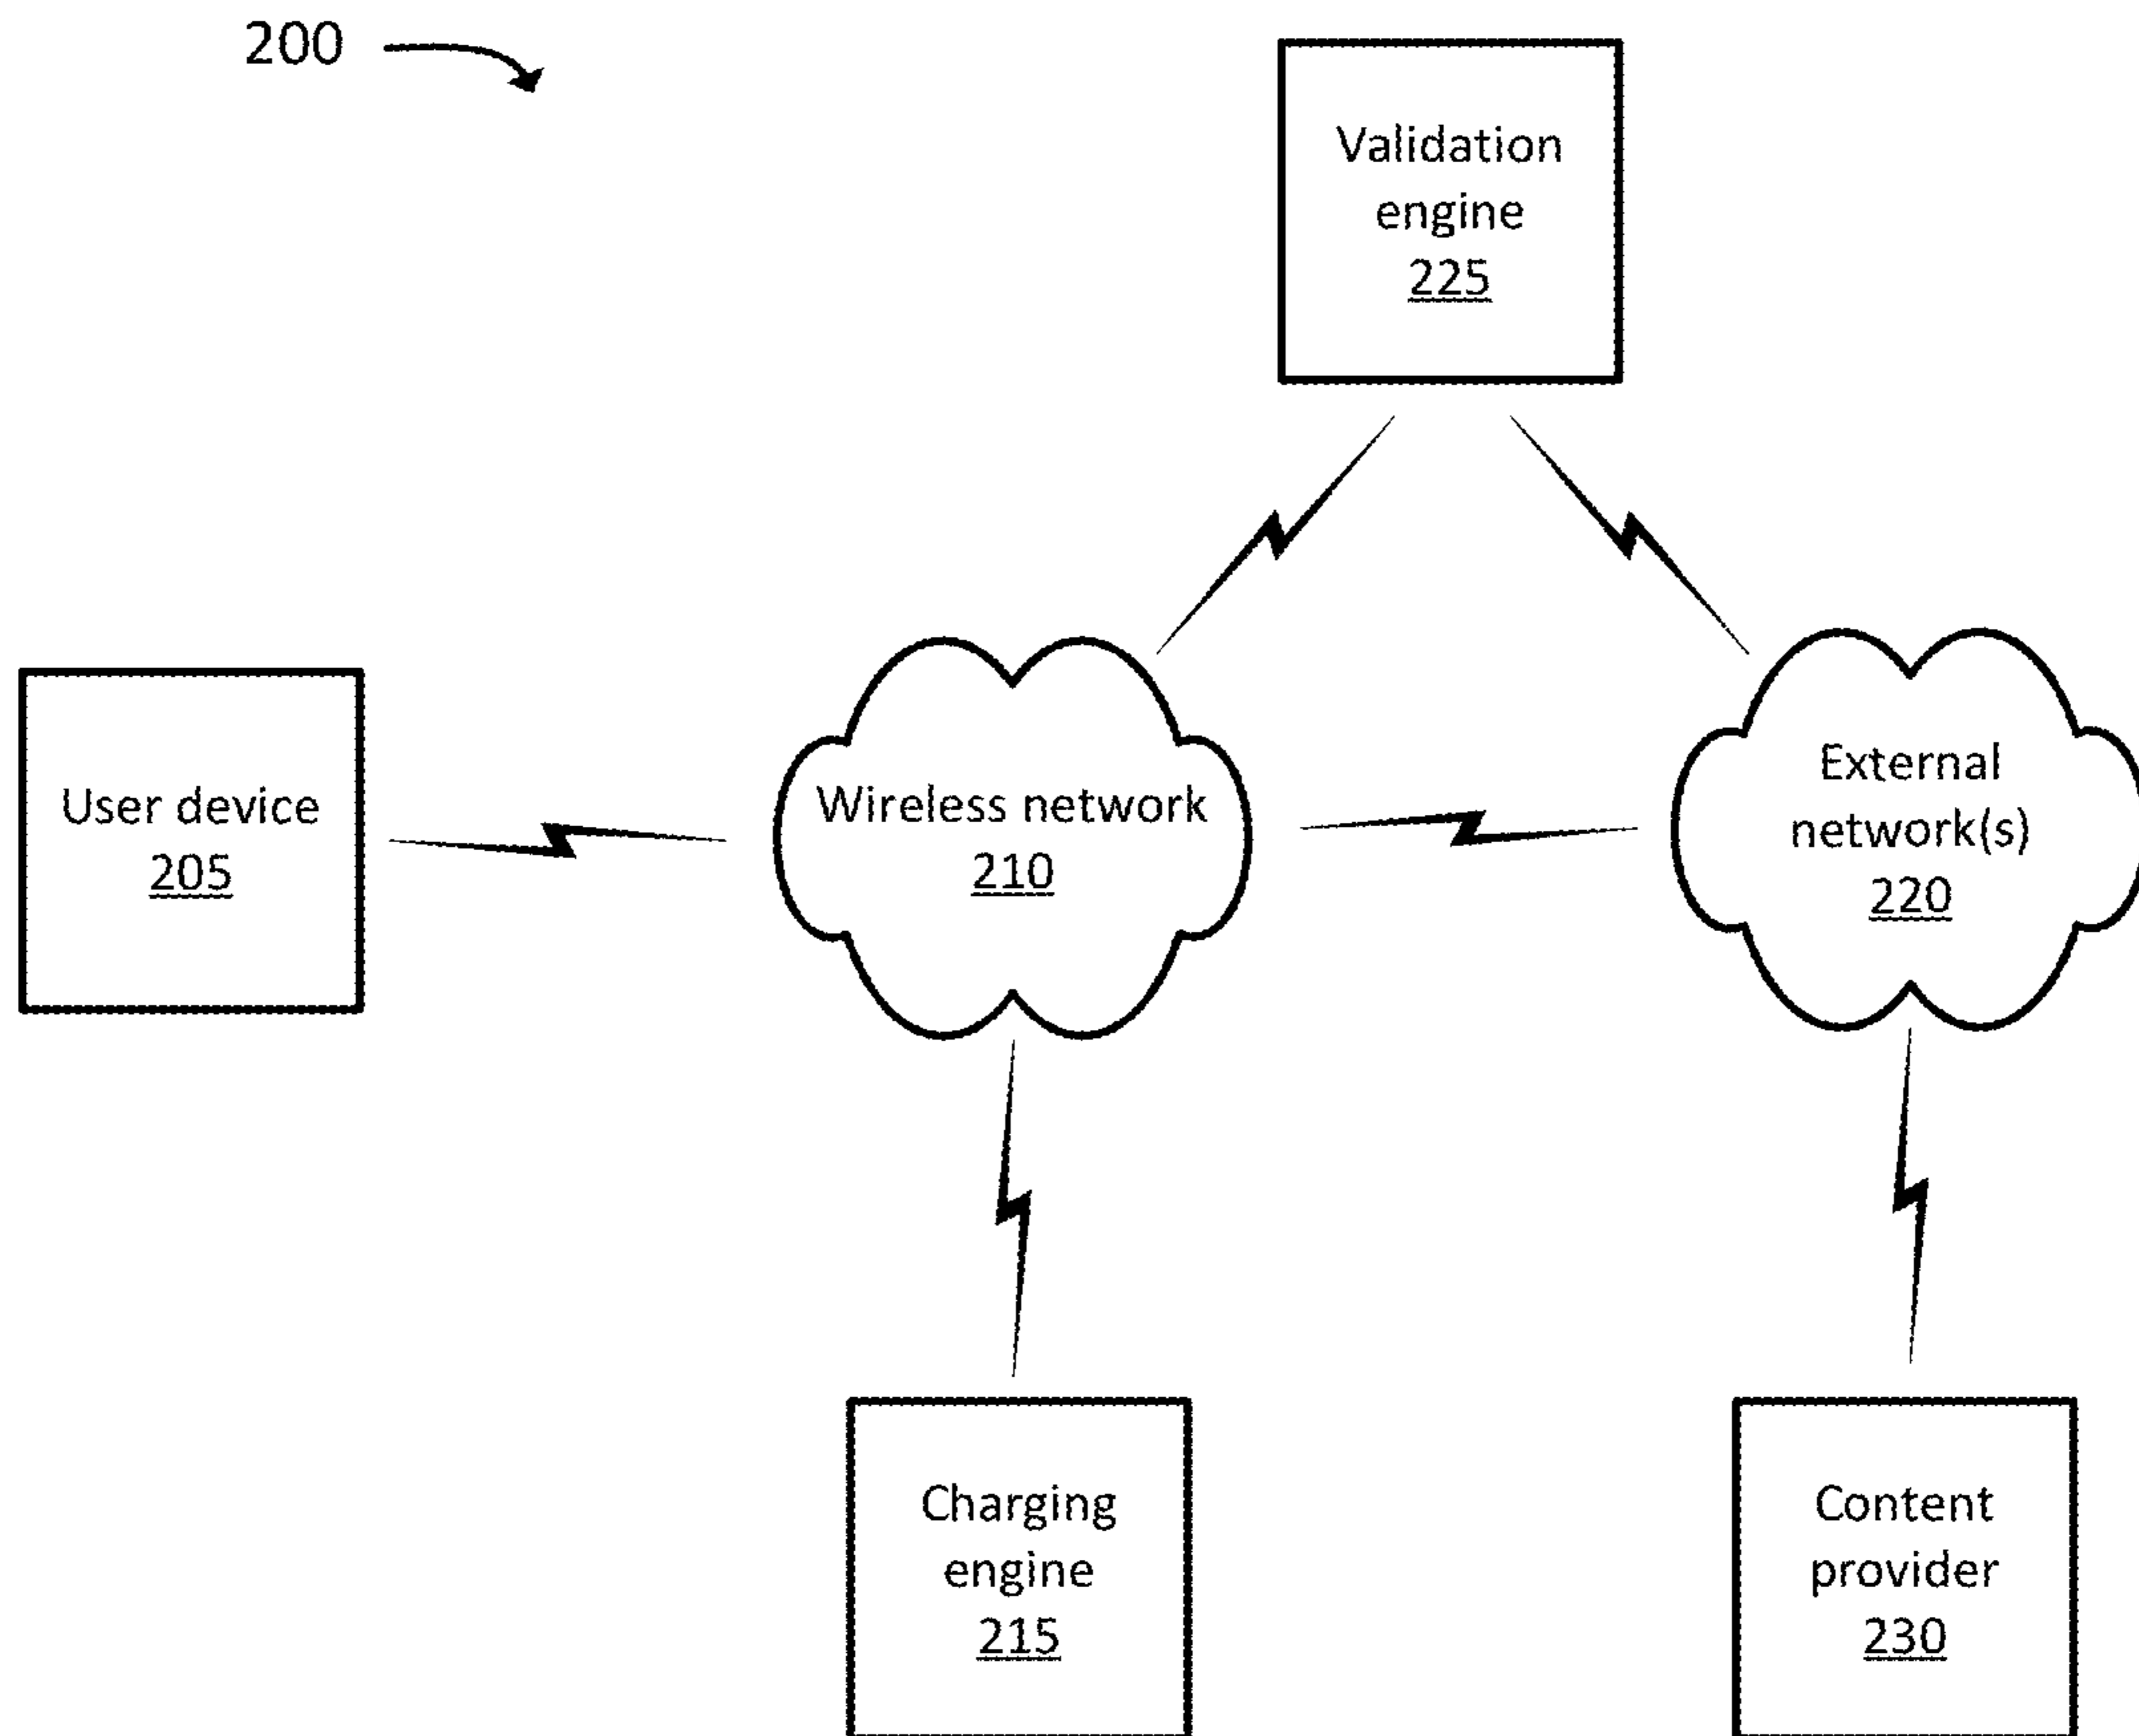 200
Validation
engine
225
User device
205
Wireless network
210
External
network(s)
220
Charging
engine
215
Content
provider
230